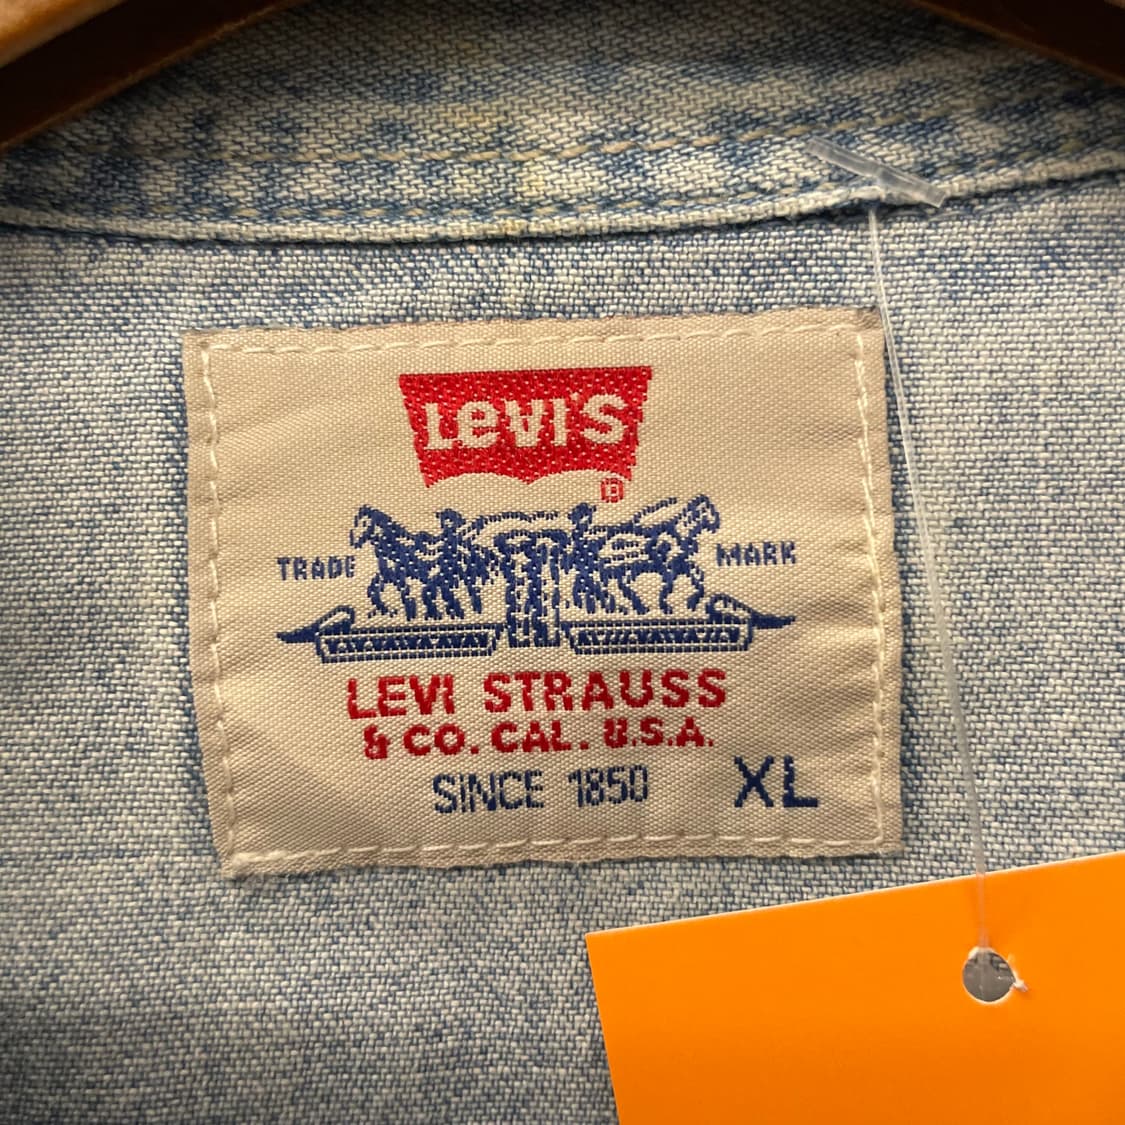 LEVI'S
®
TRADE MARK
LEVI STRAUSS
& CO. CAL. U.S.A.
SINCE 1850 XL